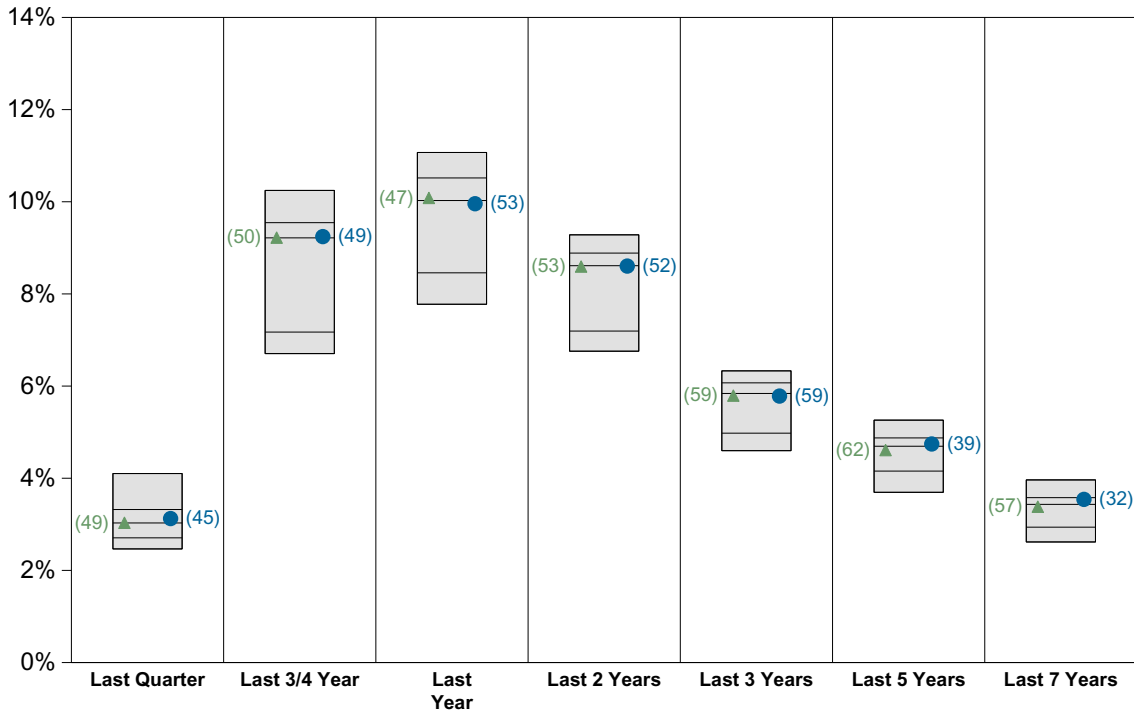 14%
12%
10%
8%
6%
4%
2%
0%
(49)
(45)
(50)
(49)
(47)
(53)
(53)
(52)
(59)
(59)
(62)
(39)
(57)
(32)
Last Quarter
Last 3/4 Year
Last
Year
Last 2 Years
Last 3 Years
Last 5 Years
Last 7 Years